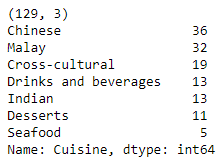 (129, 3)
Chinese 36
Malay 32
Cross-cultural 19
Drinks and beverages 13
Indian 13
Desserts 11
Seafood 5
Name: Cuisine, dtype: int64